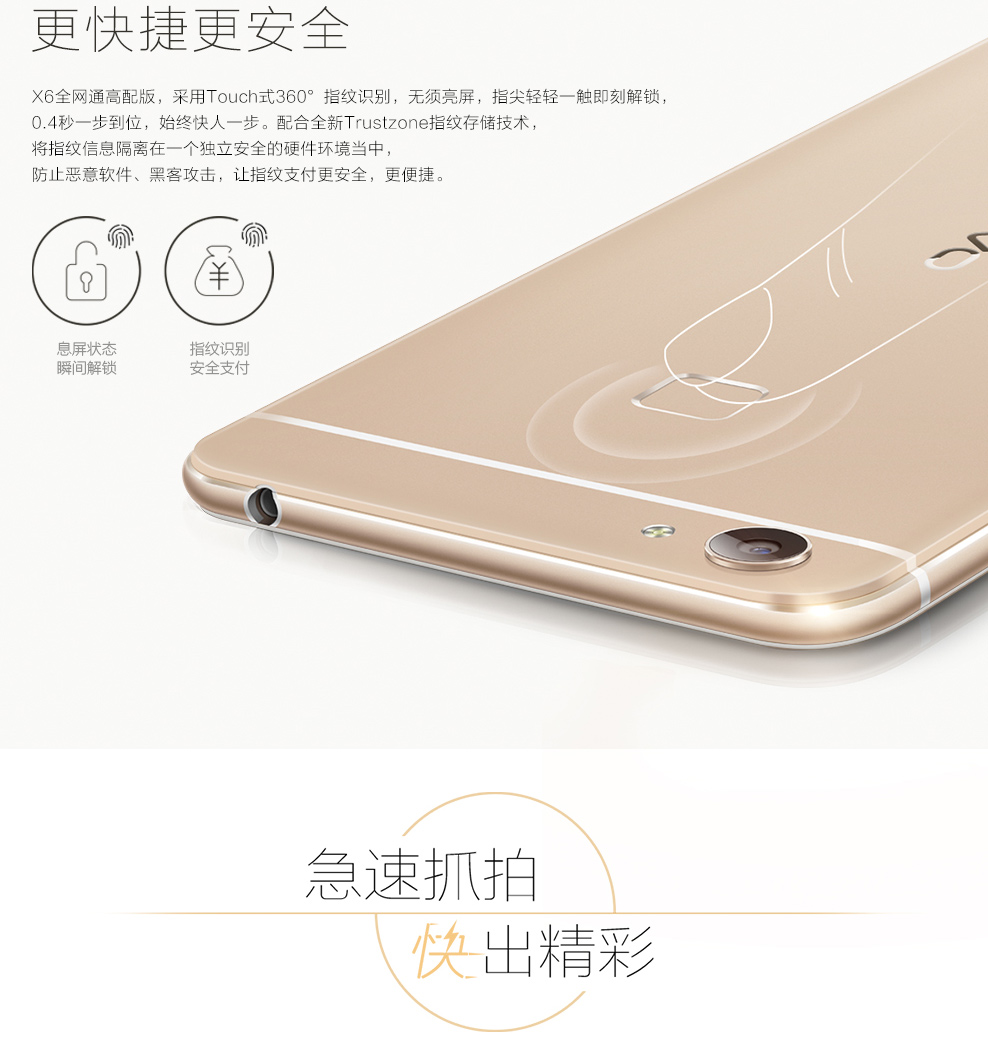 更快捷更安全
X6全网通高配版，采用Touch式360°指纹识别，无须亮屏，指尖轻轻一触即刻解锁，
0.4秒一步到位，始终快人一步。配合全新Trustzone指纹存储技术，
将指纹信息隔离在一个独立安全的硬件环境当中，
防止恶意软件、黑客攻击，让指纹支付更安全，更便捷。
息屏状态
瞬间解锁
指纹识别
安全支付
急速抓拍
快出精彩